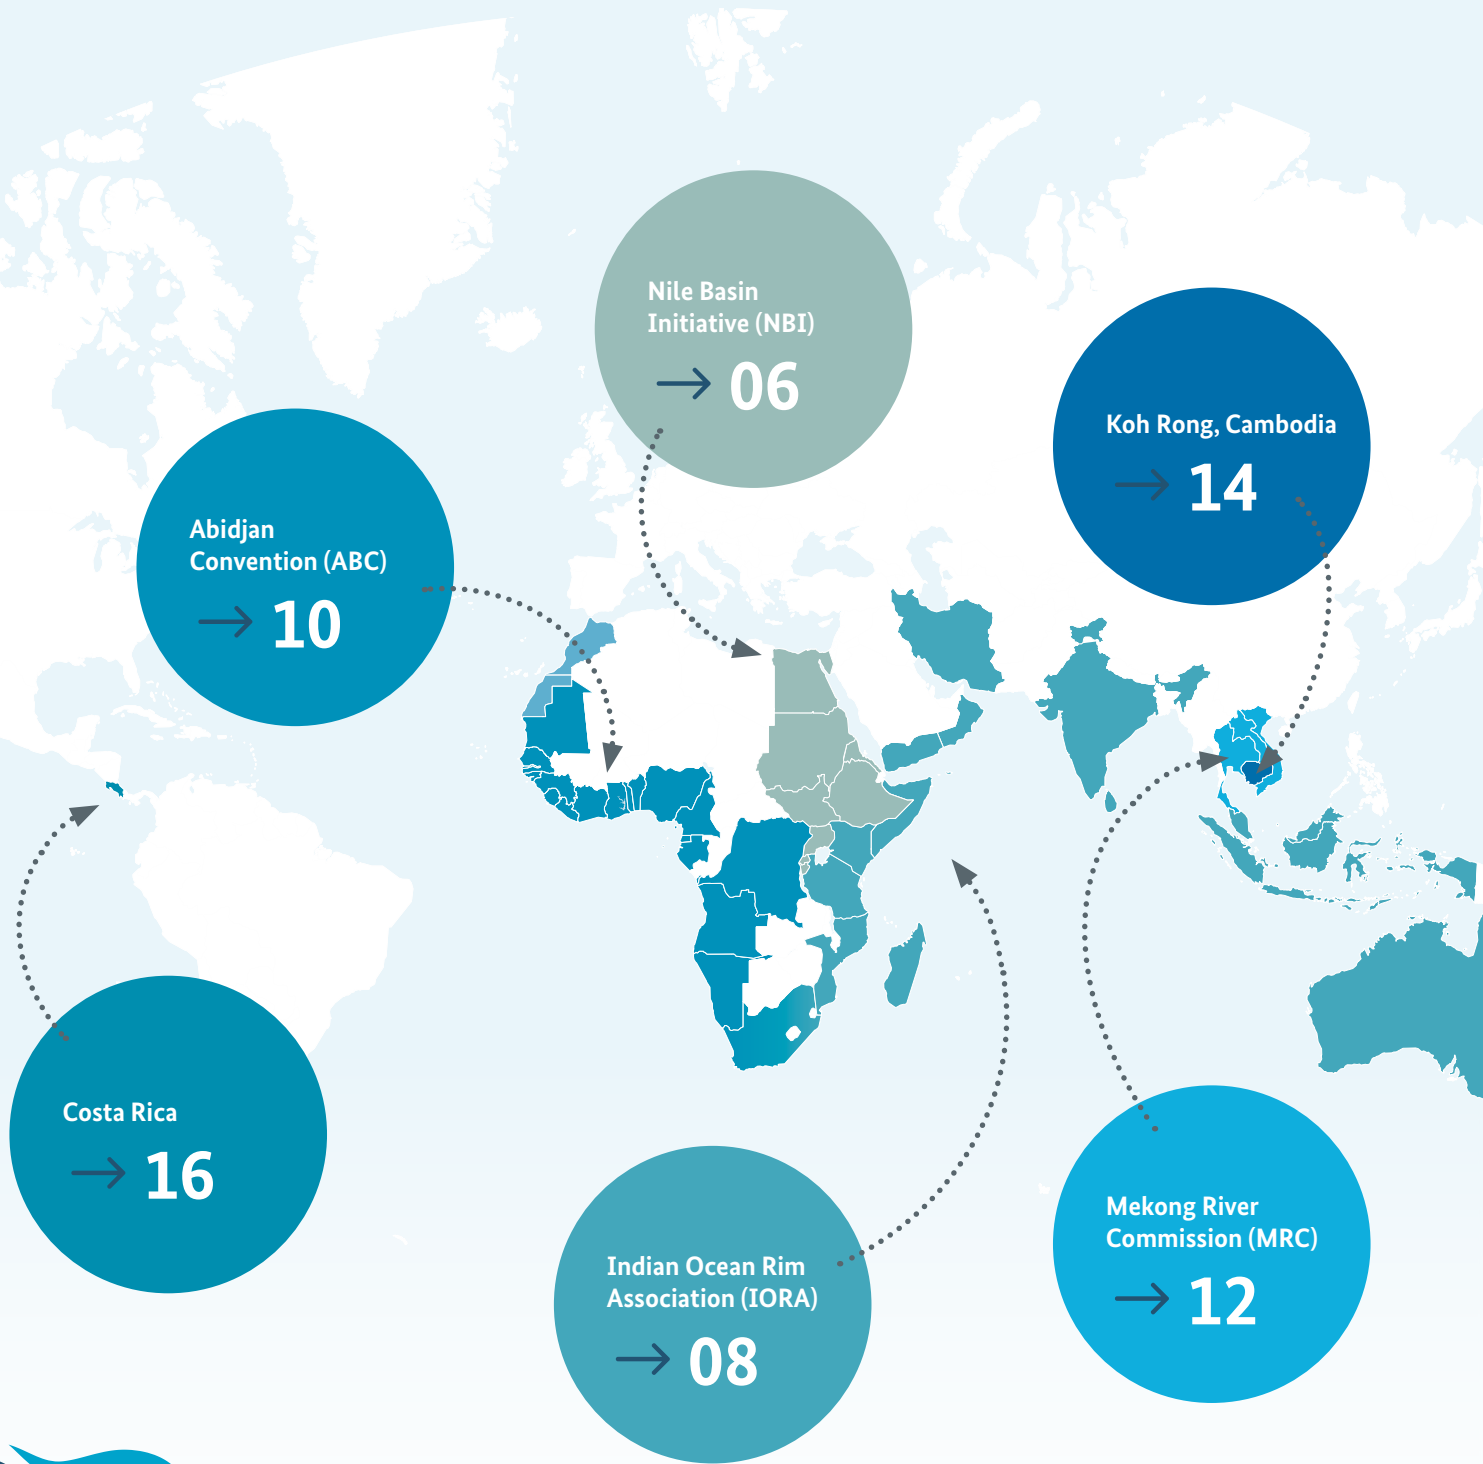 Nile Basin
Initiative (NBI)
→ 06
Koh Rong, Cambodia
→ 14
Abidjan
Convention (ABC)
→ 10
Costa Rica
→ 16
Indian Ocean Rim
Association (IORA)
→ 08
Mekong River
Commission (MRC)
→ 12